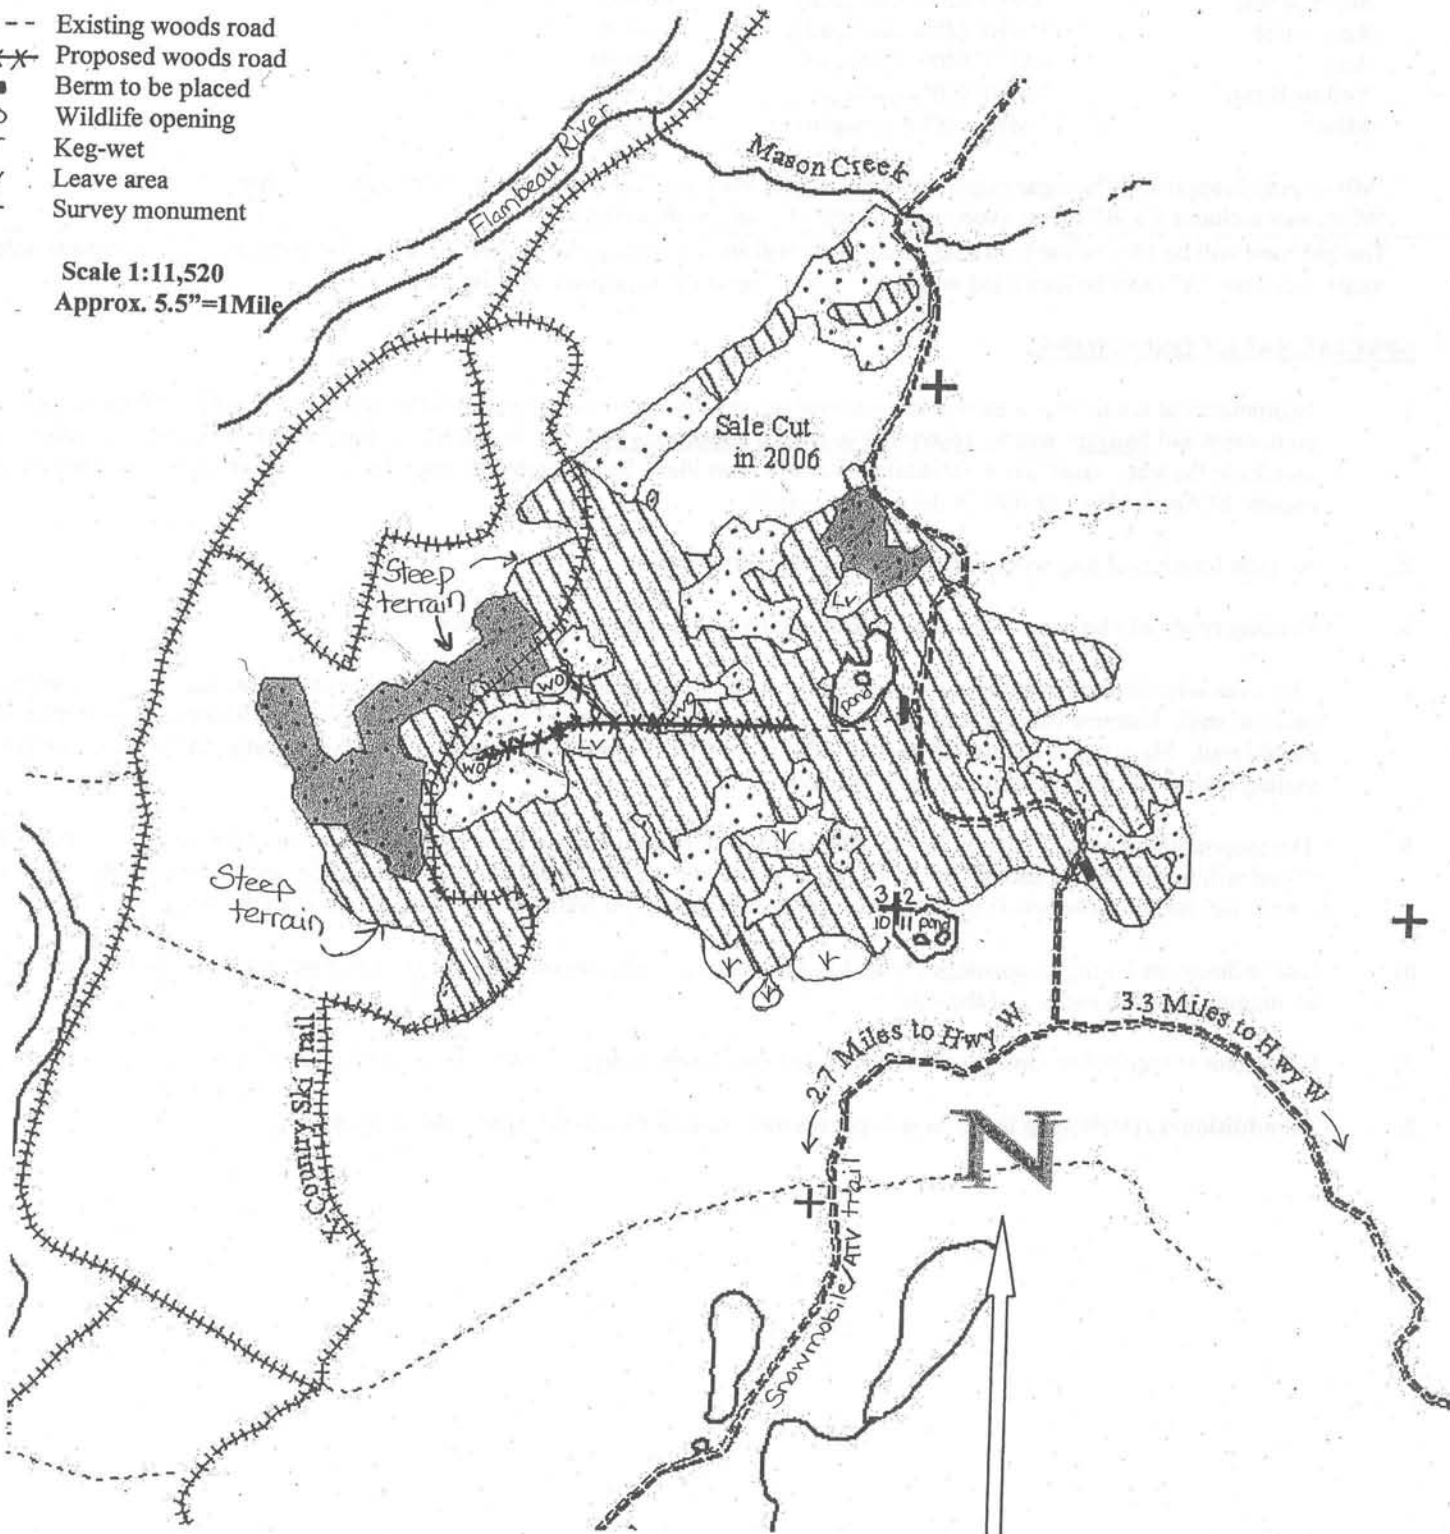 Existing woods road
Proposed woods road
Berm to be placed
Wildlife opening
Keg-wet
Leave area
Survey monument
Scale 1:11,520
Approx. 5.5”=1Mile
Flambeau River
Mason Creek
Sale Cut
in 2006
Steep
terrain
LV
Pond
WO
LV
WO
Steep
terrain
3 2
10 11 Pond
X-Country Ski Trail
2.7 Miles to Hwy W
3.3 Miles to Hwy W
N
Snowmobile/ATV trail